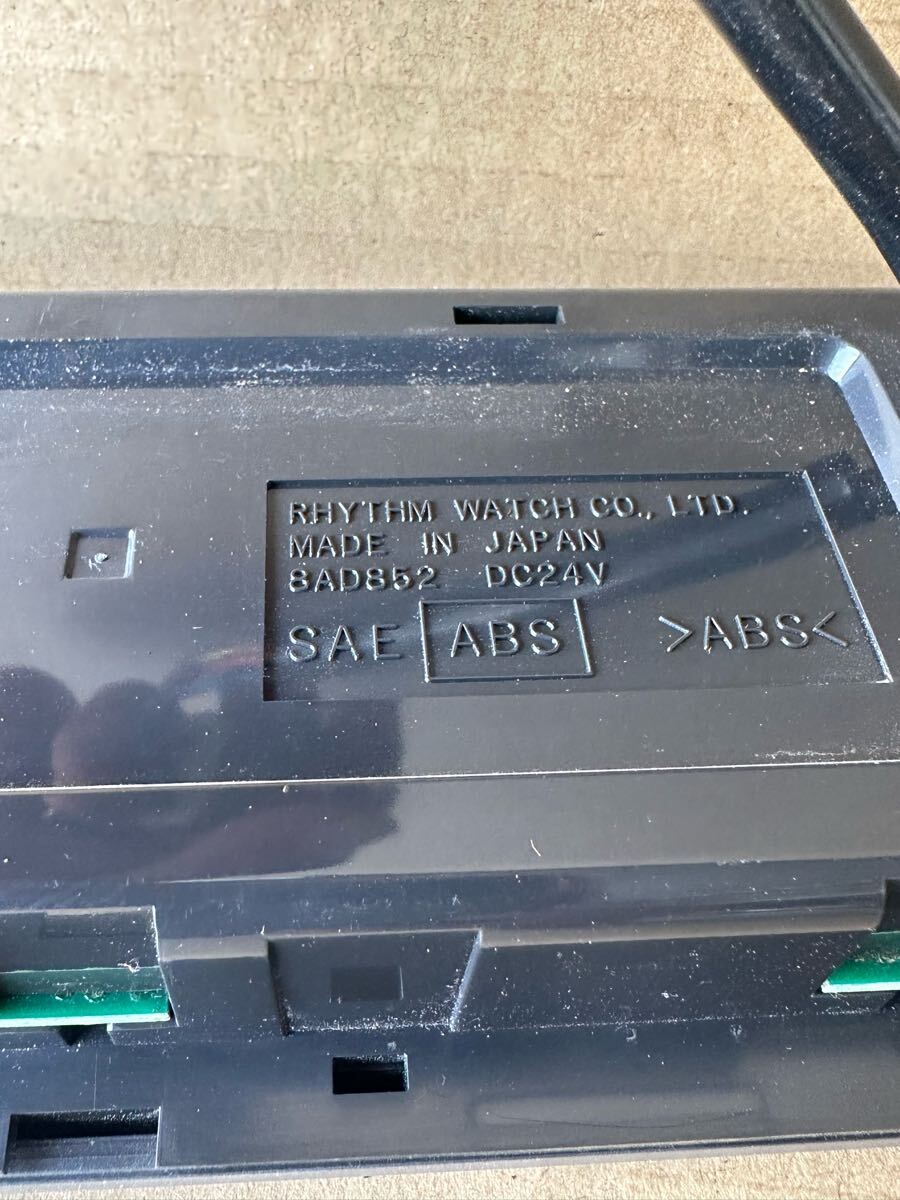 RHYTHM WATCH CO., LTD.
MADE IN JAPAN
8AD852 DC24V
SAE ABS >ABS<